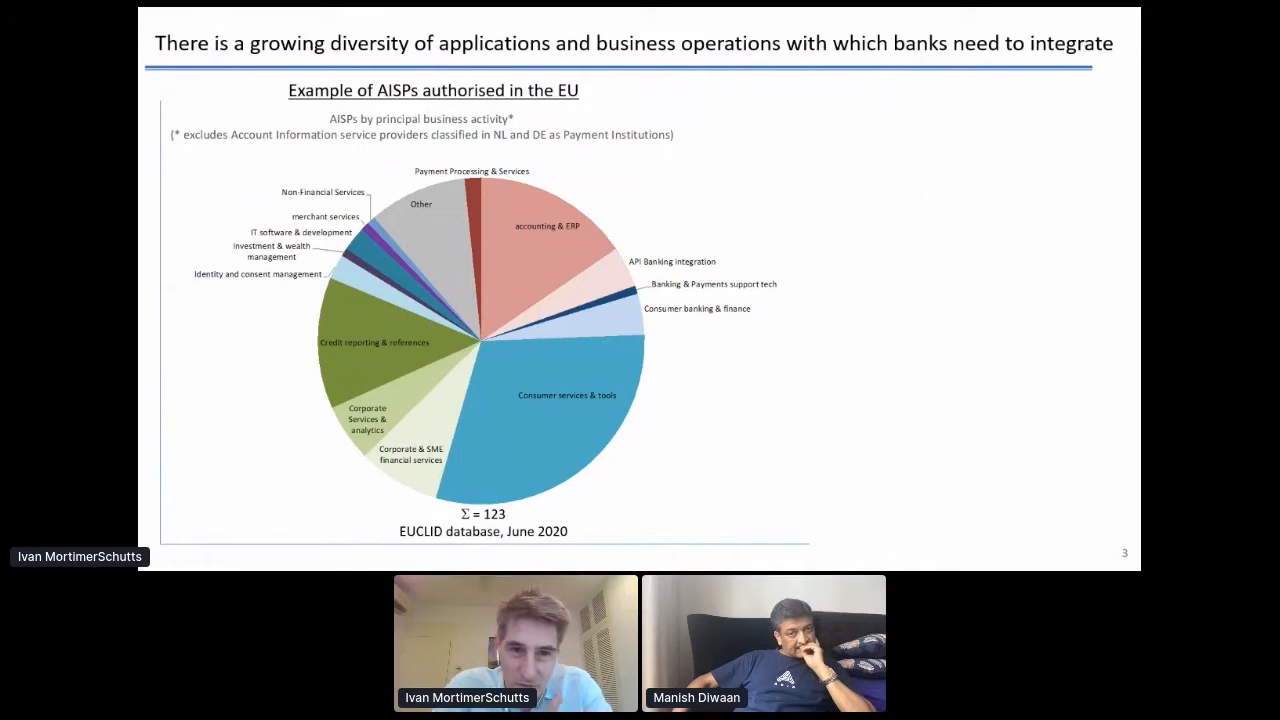 There is a growing diversity of applications and business operations with which banks need to integrate
Example of AISPs authorised in the EU
AISPs by principal business activity*
(* excludes Account Information service providers classified in NL and DE as Payment Institutions)
Payment Processing & Services
Non-Financial Services
Other
merchant services
accounting & ERP
IT software & development
Investment & wealth
management
API Banking integration
Identity and consent management
Banking & Payments support tech
Consumer banking & finance
Credit reporting & references
Consumer services & tools
Corporate
Services &
analytics
Corporate & SME
financial services
Σ = 123
EUCLID database, June 2020
3
Ivan MortimerSchutts
Ivan MortimerSchutts
Manish Diwaan